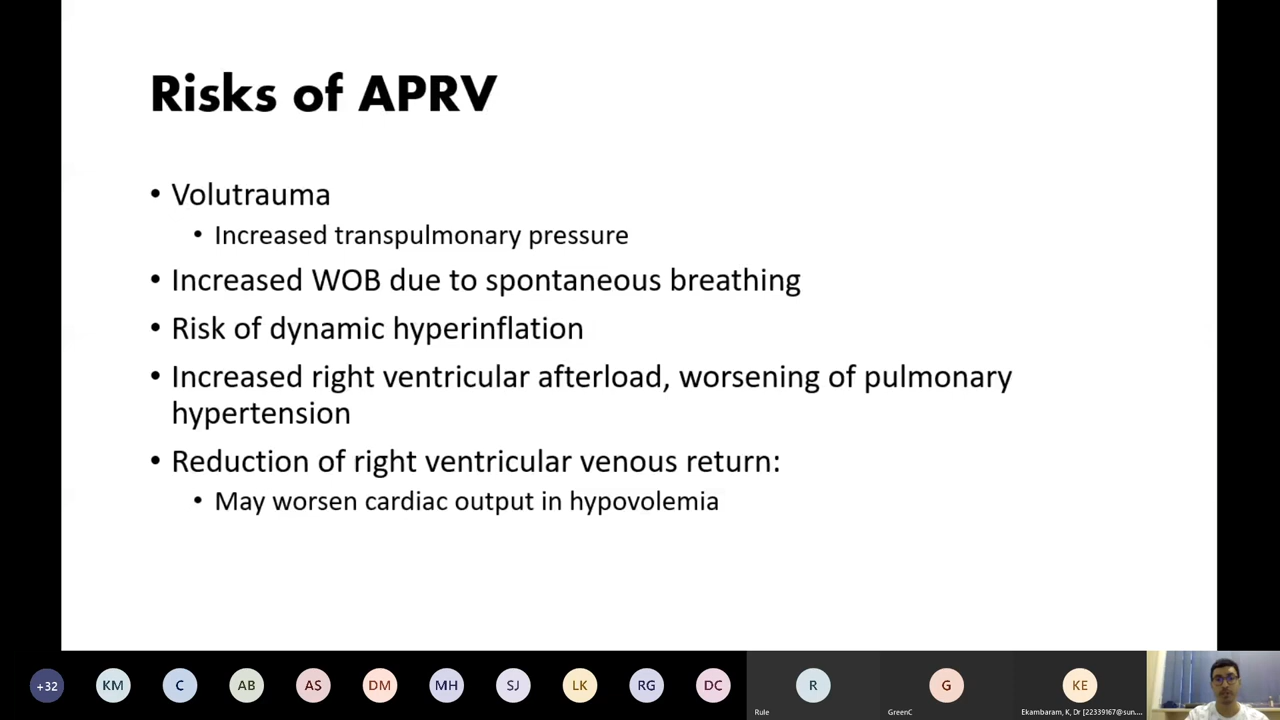 Risks of APRV
• Volutrauma
• Increased transpulmonary pressure
• Increased WOB due to spontaneous breathing
• Risk of dynamic hyperinflation
• Increased right ventricular afterload, worsening of pulmonary
hypertension
• Reduction of right ventricular venous return:
• May worsen cardiac output in hypovolemia
+32 KM C AB AS DM MH SJ LK RG DC R G KE
Rule GreenC Ekambaram, K, Dr [22339167@sun....